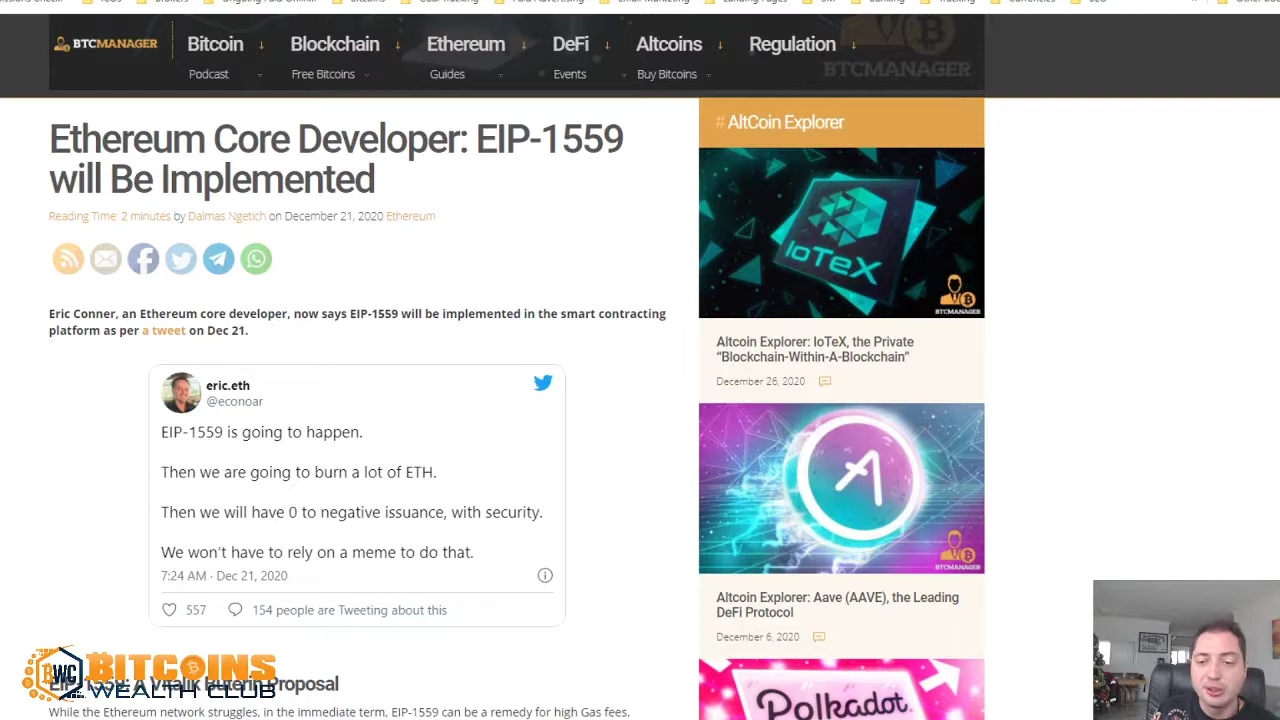 BTCMANAGER
Bitcoin
Blockchain
Ethereum
DeFi
Altcoins
Regulation
Podcast
Free Bitcoins
Guides
Events
Buy Bitcoins
BTCMANAGER
Ethereum Core Developer: EIP-1559
will Be Implemented
Reading Time: 2 minutes by Dalmas Ngetich on December 21, 2020 Ethereum
Eric Conner, an Ethereum core developer, now says EIP-1559 will be implemented in the smart contracting
platform as per a tweet on Dec 21.
eric.eth
@econoar
EIP-1559 is going to happen.
Then we are going to burn a lot of ETH.
Then we will have 0 to negative issuance, with security.
We won't have to rely on a meme to do that.
7:24 AM · Dec 21, 2020
557
154 people are Tweeting about this
Proposal
While the Ethereum network struggles, in the immediate term, EIP-1559 can be a remedy for high Gas fees.
WC
BITCOINS
WEALTH CLUB
# AltCoin Explorer
IoTeX
BTCMANAGER
Altcoin Explorer: IoTeX, the Private
“Blockchain-Within-A-Blockchain”
December 26, 2020
BTCMANAGER
Altcoin Explorer: Aave (AAVE), the Leading
DeFi Protocol
December 6, 2020
Polkadot.